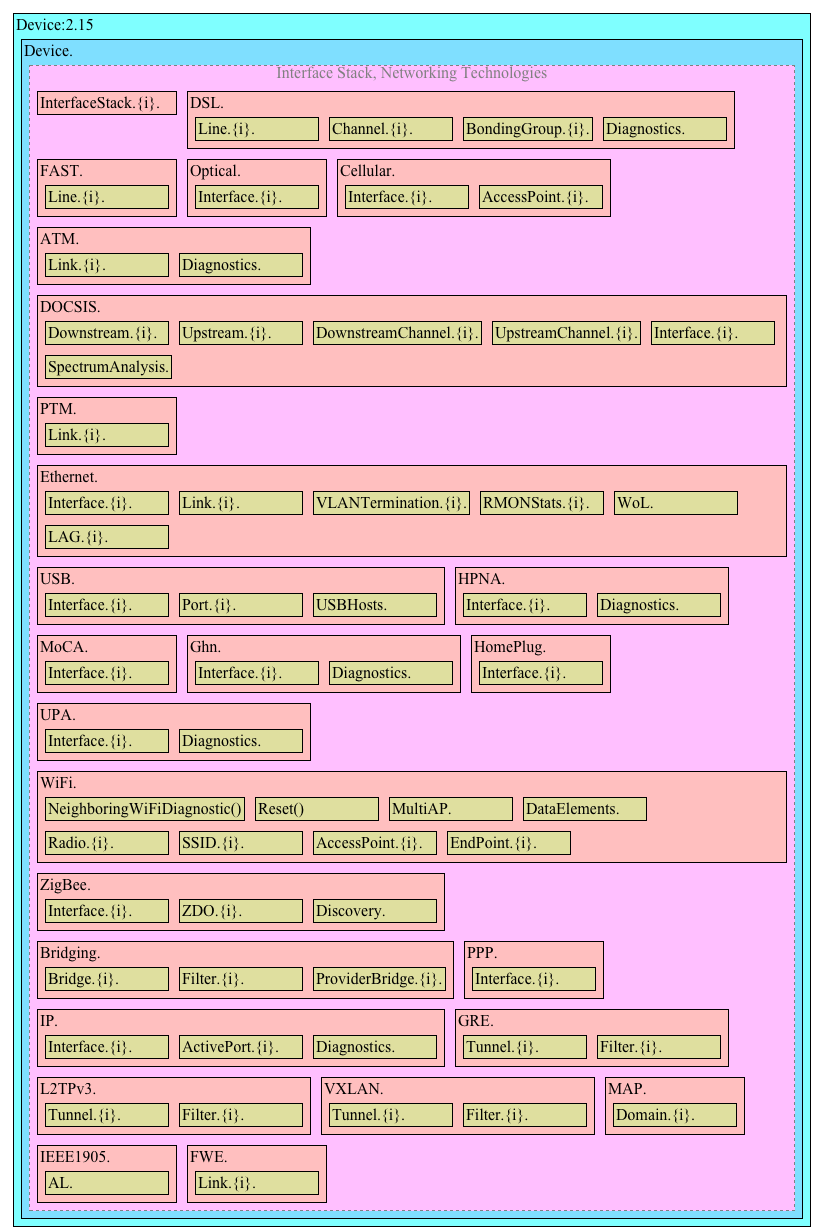 Device:2.15
Device.
Interface Stack, Networking Technologies
InterfaceStack.{i}. DSL.
Line.{i}. Channel.{i}. BondingGroup.{i}. Diagnostics.
FAST. Optical. Cellular.
Line.{i}. Interface.{i}. Interface.{i}. AccessPoint.{i}.
ATM.
Link.{i}. Diagnostics.
DOCSIS.
Downstream.{i}. Upstream.{i}. DownstreamChannel.{i}. UpstreamChannel.{i}. Interface.{i}.
SpectrumAnalysis.
PTM.
Link.{i}.
Ethernet.
Interface.{i}. Link.{i}. VLANTermination.{i}. RMONStats.{i}. WoL.
LAG.{i}.
USB. HPNA.
Interface.{i}. Port.{i}. USBHosts. Interface.{i}. Diagnostics.
MoCA. Ghn. HomePlug.
Interface.{i}. Interface.{i}. Diagnostics. Interface.{i}.
UPA.
Interface.{i}. Diagnostics.
WiFi.
NeighboringWiFiDiagnostic() Reset() MultiAP. DataElements.
Radio.{i}. SSID.{i}. AccessPoint.{i}. EndPoint.{i}.
ZigBee.
Interface.{i}. ZDO.{i}. Discovery.
Bridging. PPP.
Bridge.{i}. Filter.{i}. ProviderBridge.{i}. Interface.{i}.
IP. GRE.
Interface.{i}. ActivePort.{i}. Diagnostics. Tunnel.{i}. Filter.{i}.
L2TPv3. VXLAN. MAP.
Tunnel.{i}. Filter.{i}. Tunnel.{i}. Filter.{i}. Domain.{i}.
IEEE1905. FWE.
AL. Link.{i}.